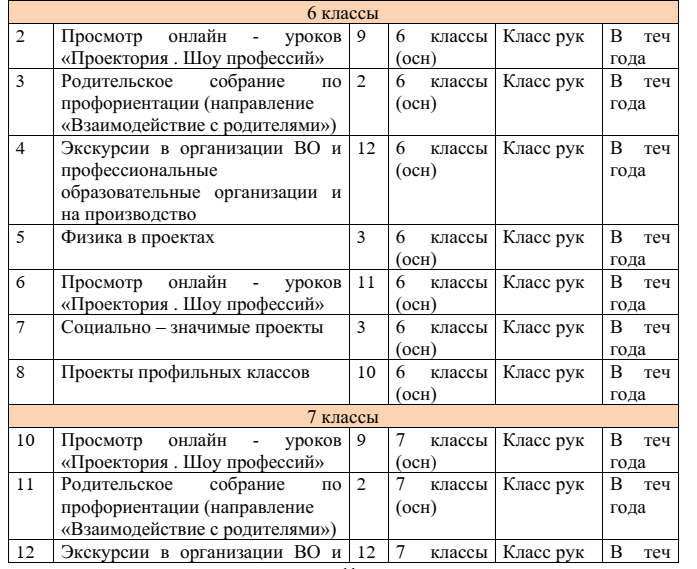 6 классы
2 Просмотр онлайн - уроков 9 6 классы Класс рук В теч
«Проектория . Шоу профессий» (осн) года
3 Родительское собрание по 2 6 классы Класс рук В теч
профориентации (направление (осн) года
«Взаимодействие с родителями»)
4 Экскурсии в организации ВО и 12 6 классы Класс рук В теч
профессиональные (осн) года
образовательные организации и
на производство
5 Физика в проектах 3 6 классы Класс рук В теч
(осн) года
6 Просмотр онлайн - уроков 11 6 классы Класс рук В теч
«Проектория . Шоу профессий» (осн) года
7 Социально – значимые проекты 3 6 классы Класс рук В теч
(осн) года
8 Проекты профильных классов 10 6 классы Класс рук В теч
(осн) года
7 классы
10 Просмотр онлайн - уроков 9 7 классы Класс рук В теч
«Проектория . Шоу профессий» (осн) года
11 Родительское собрание по 2 7 классы Класс рук В теч
профориентации (направление (осн) года
«Взаимодействие с родителями»)
12 Экскурсии в организации ВО и 12 7 классы Класс рук В теч